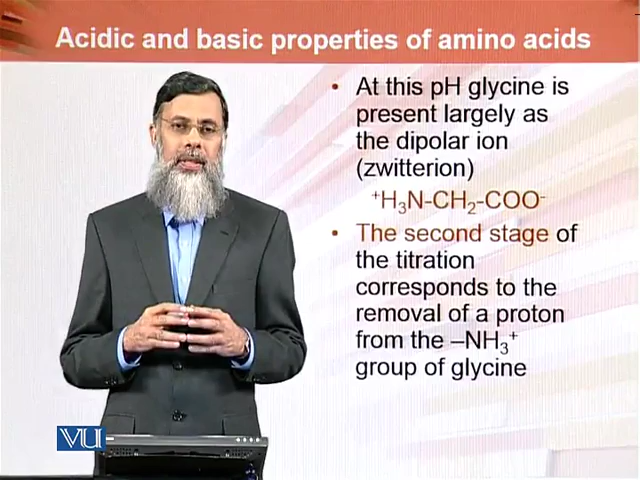 Acidic and basic properties of amino acids
• At this pH glycine is
present largely as
the dipolar ion
(zwitterion)
⁺H₃N-CH₂-COO⁻
• The second stage of
the titration
corresponds to the
removal of a proton
from the –NH₃⁺
group of glycine
VU